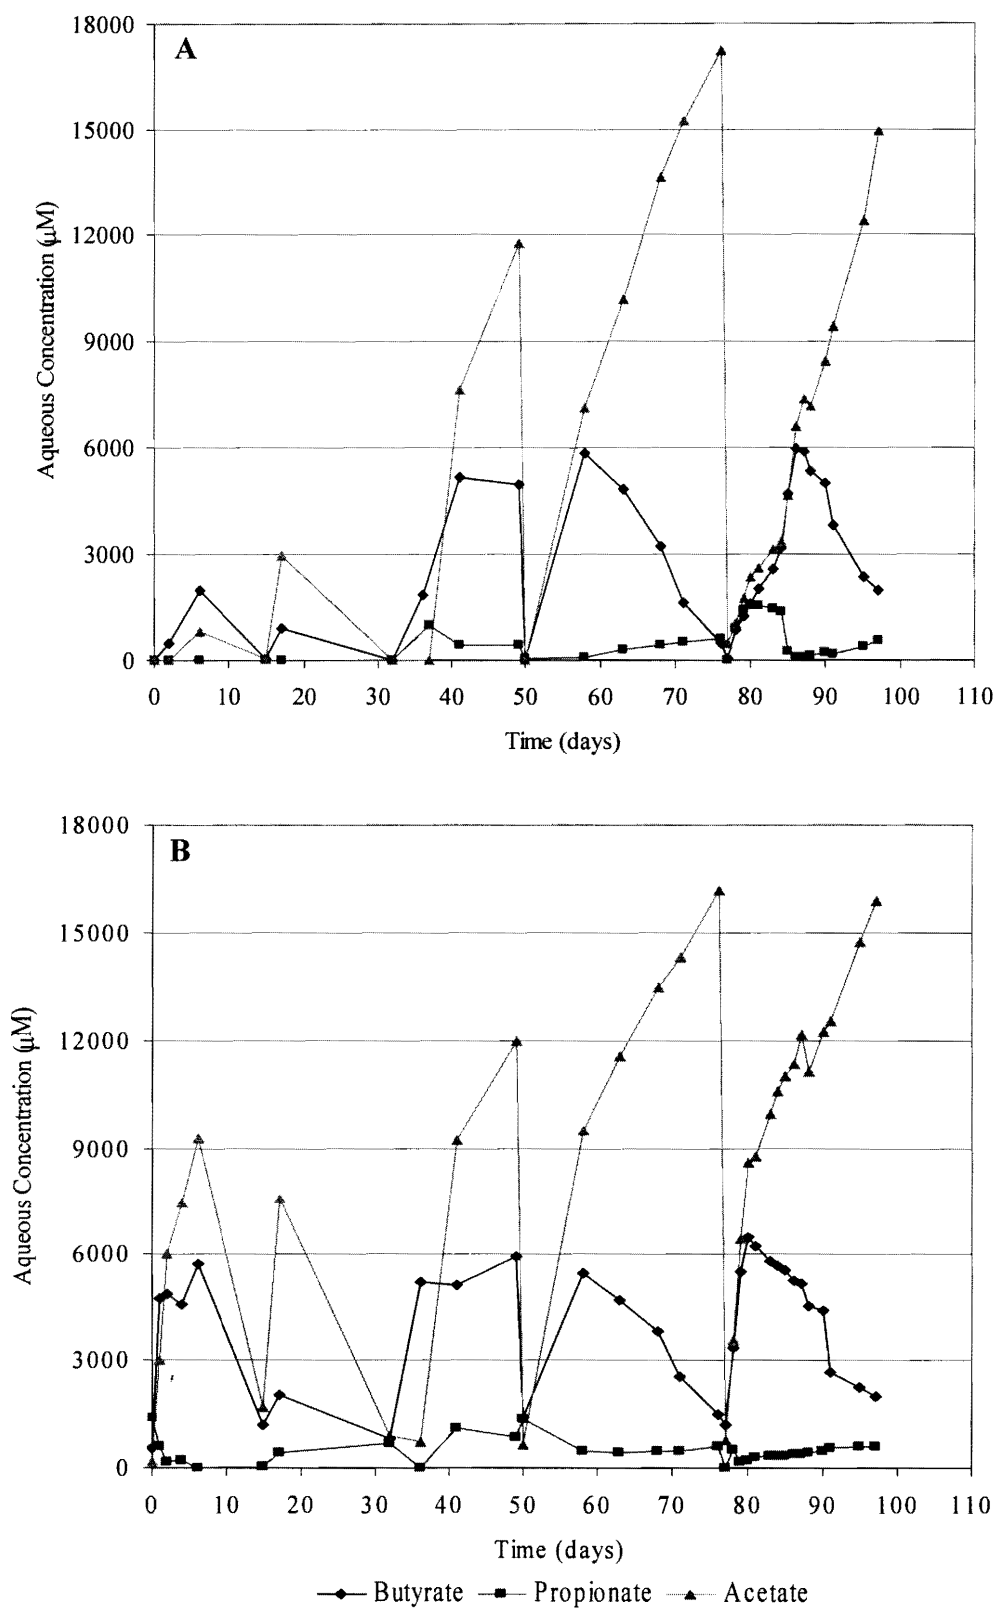 A
18000
15000
12000
9000
6000
3000
0
Aqueous Concentration (µM)
0 10 20 30 40 50 60 70 80 90 100 110
Time (days)
B
18000
15000
12000
9000
6000
3000
0
Aqueous Concentration (µM)
0 10 20 30 40 50 60 70 80 90 100 110
Time (days)
Butyrate Propionate Acetate